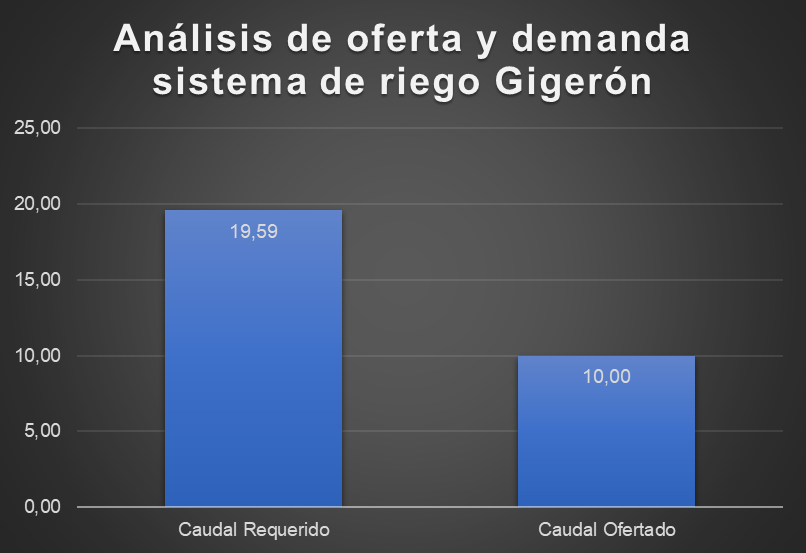 Análisis de oferta y demanda
sistema de riego Gigerón
25,00
20,00
15,00
10,00
5,00
0,00
19,59
10,00
Caudal Requerido
Caudal Ofertado